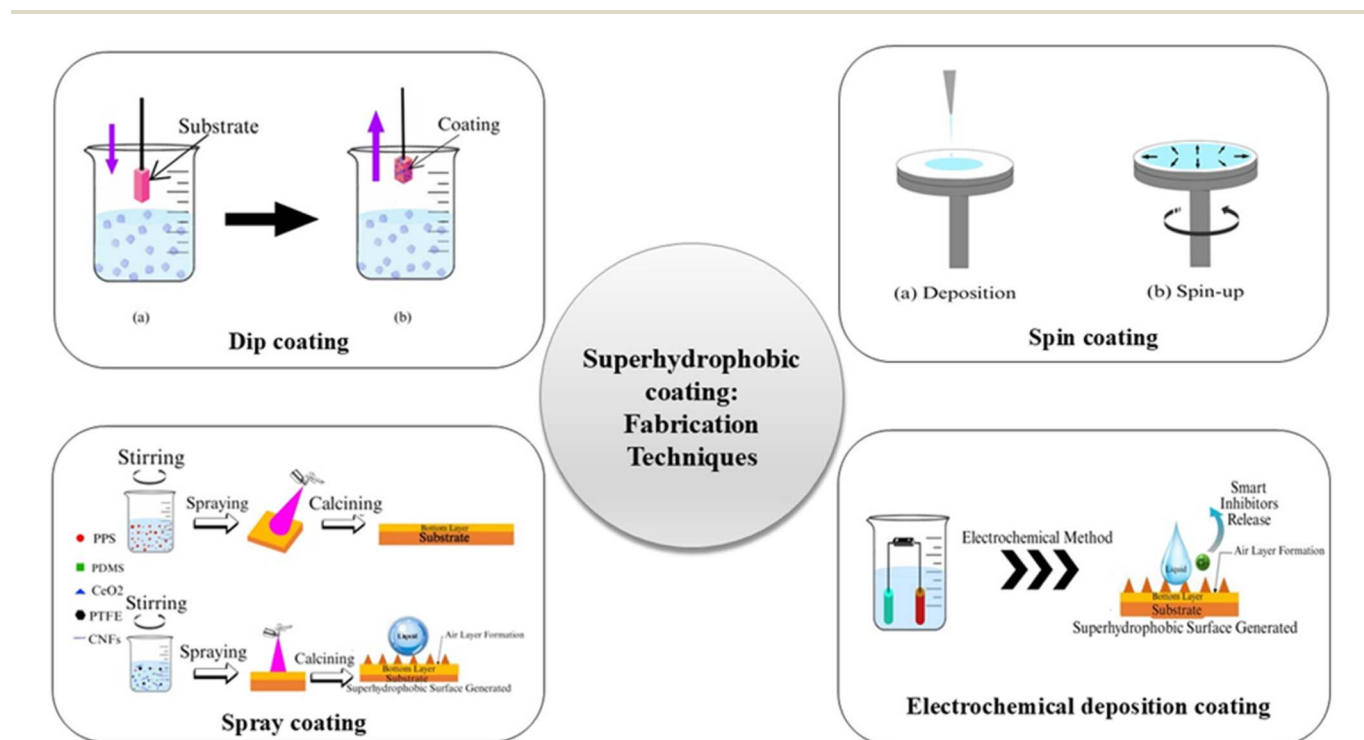 Substrate
Coating
(a)
(b)
Dip coating
(a) Deposition
(b) Spin-up
Spin coating
Superhydrophobic
coating:
Fabrication
Techniques
Stirring
Spraying
Calcining
PPS
PDMS
CeO2
PTFE
CNFs
Bottom Layer
Substrate
Stirring
Spraying
Calcining
Liquid
Air Layer Formation
Bottom Layer
Substrate
Superhydrophobic Surface Generated
Spray coating
Electrochemical Method
Smart
Inhibitors
Release
Liquid
Air Layer Formation
Bottom Layer
Substrate
Superhydrophobic Surface Generated
Electrochemical deposition coating